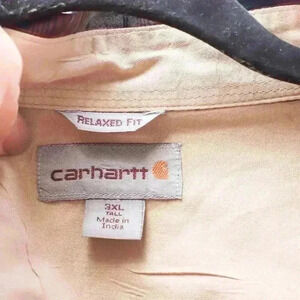 RELAXED FIT
carhartt
3XL
TALL
Made in
India